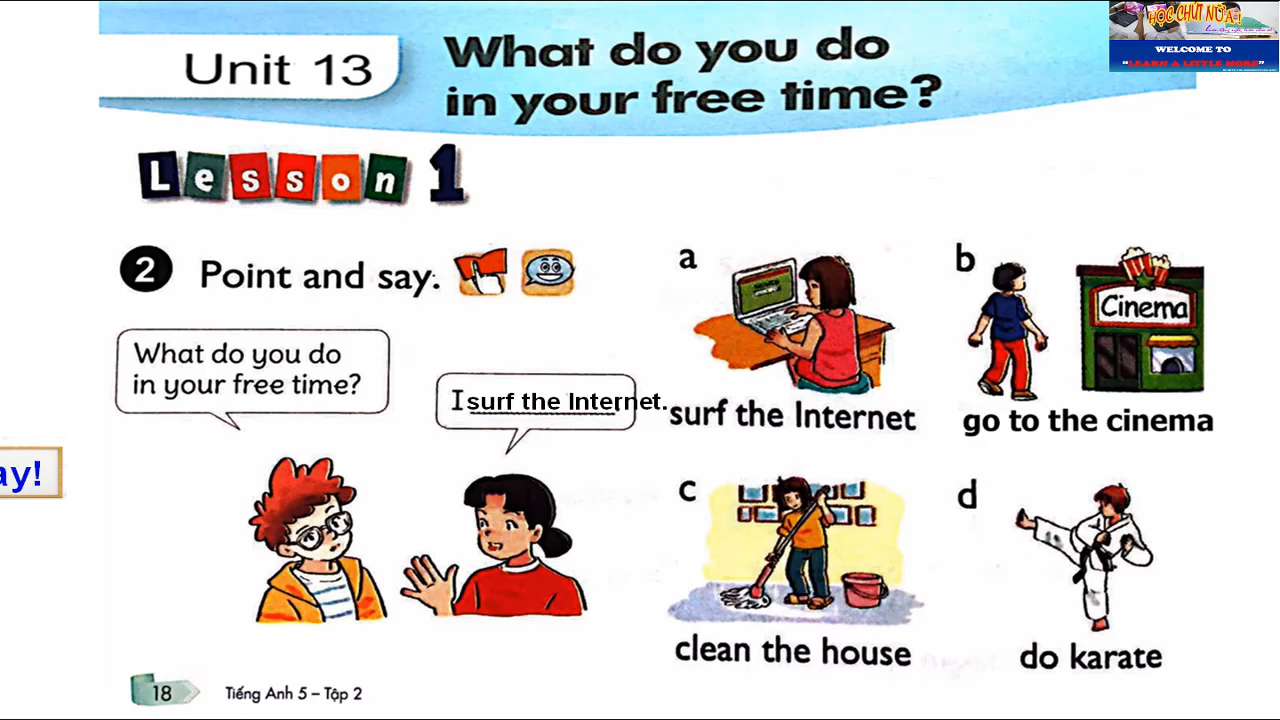 Unit 13
What do you do
in your free time?
HỌC CHÚT NỮA!
WELCOME TO
“LEARN A LITTLE MORE”
Lesson 1
2 Point and say.
What do you do
in your free time?
I surf the Internet.
ay!
a
surf the Internet
b
Cinema
go to the cinema
c
clean the house
d
do karate
18 Tiếng Anh 5 – Tập 2